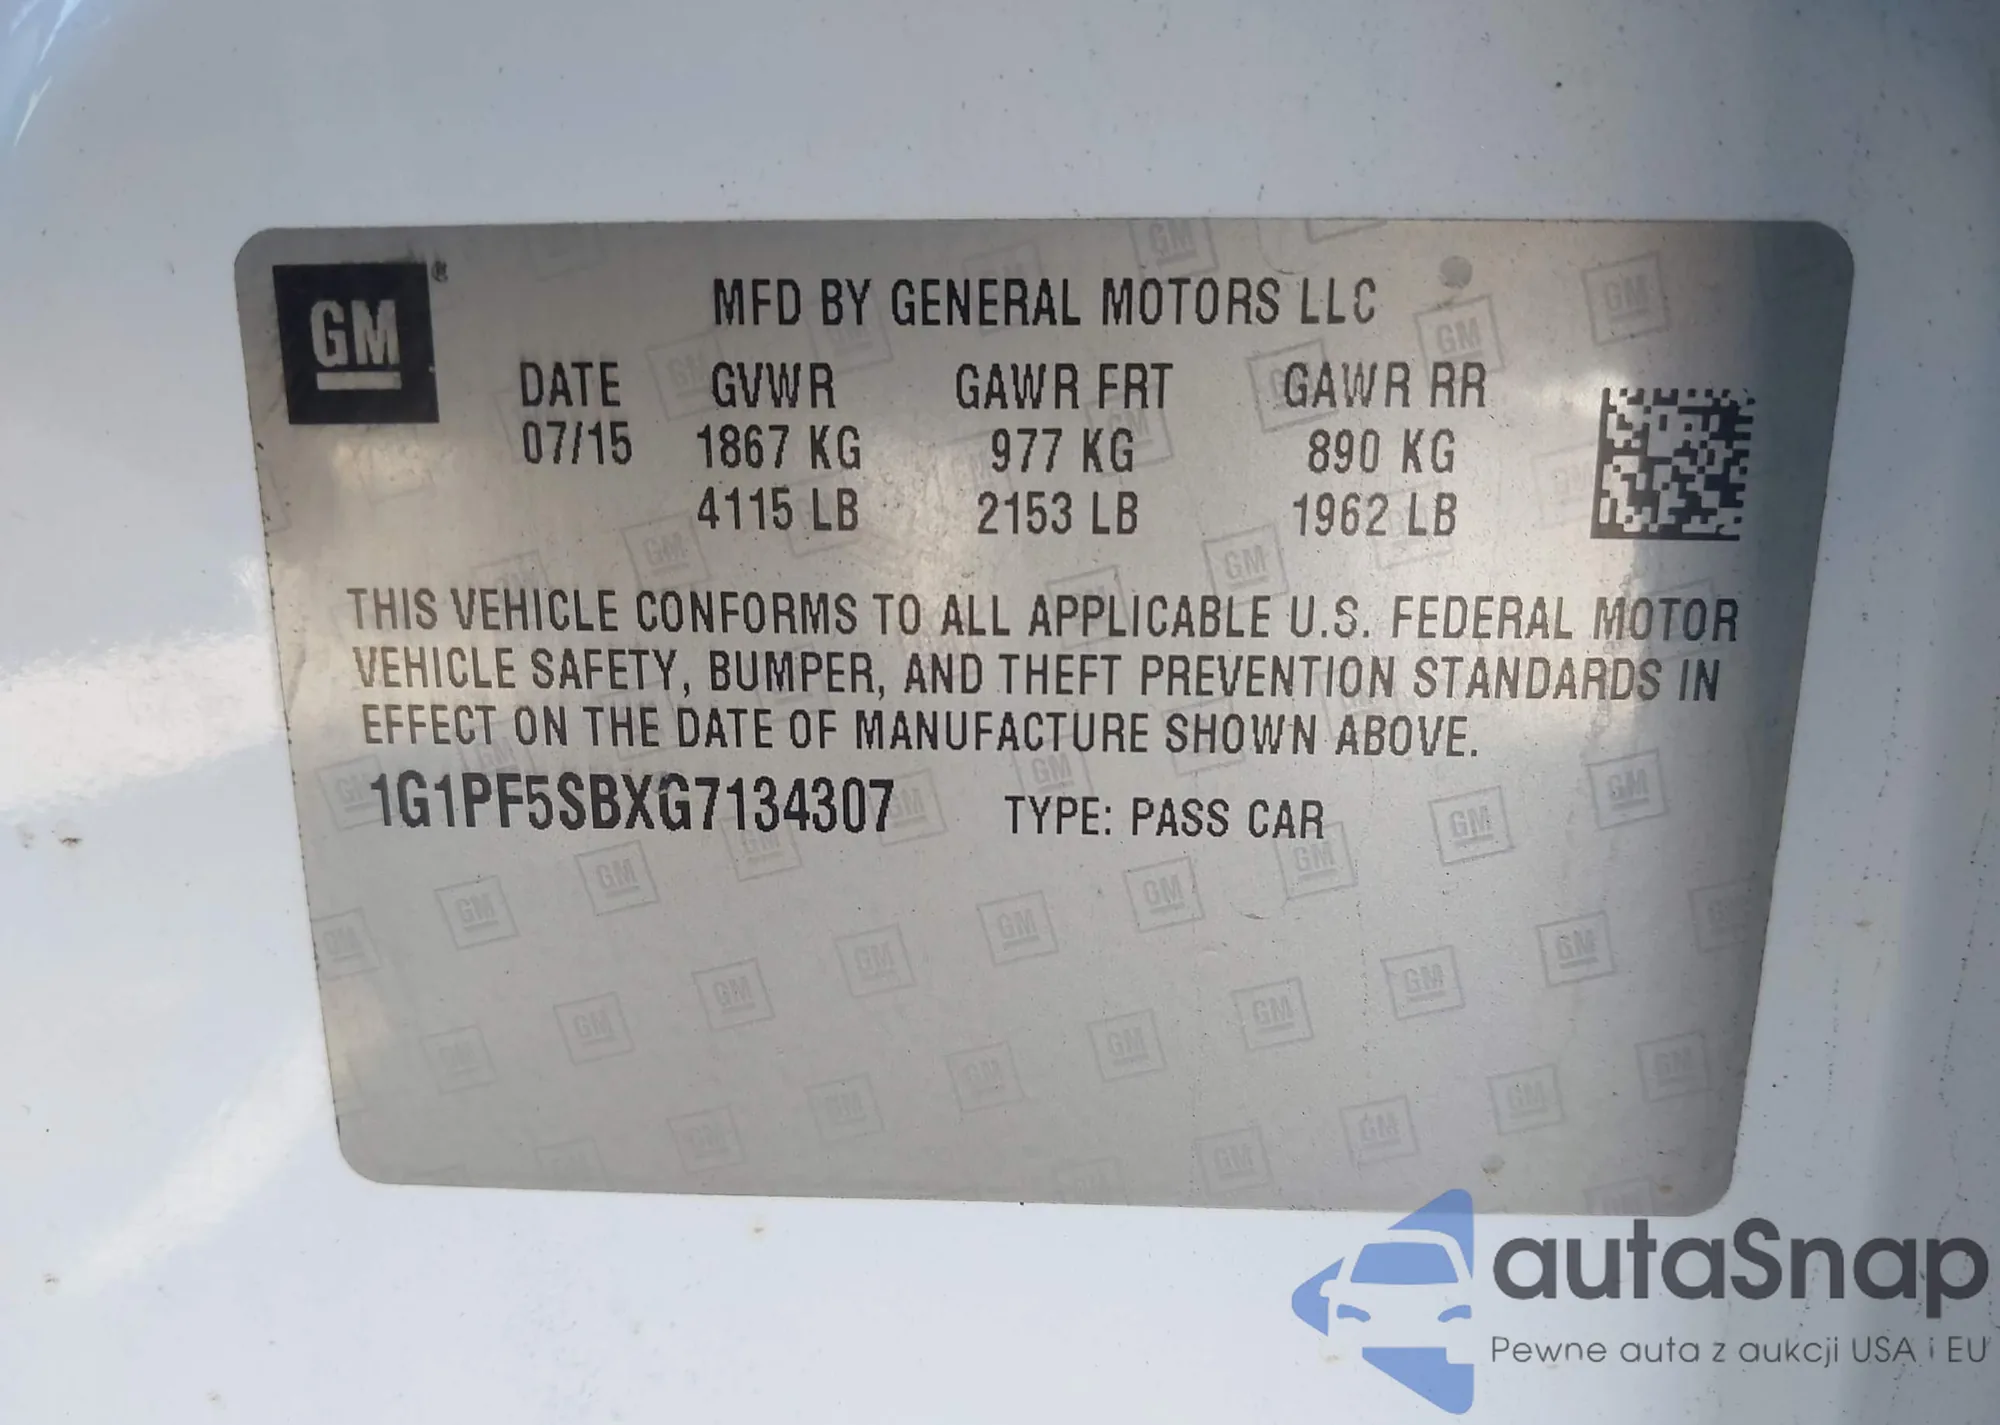 GM ®
MFD BY GENERAL MOTORS LLC
DATE GVWR GAWR FRT GAWR RR
07/15 1867 KG 977 KG 890 KG
4115 LB 2153 LB 1962 LB
THIS VEHICLE CONFORMS TO ALL APPLICABLE U.S. FEDERAL MOTOR
VEHICLE SAFETY, BUMPER, AND THEFT PREVENTION STANDARDS IN
EFFECT ON THE DATE OF MANUFACTURE SHOWN ABOVE.
1G1PF5SBXG7134307 TYPE: PASS CAR
autaSnap
Pewne auta z aukcji USA i EU